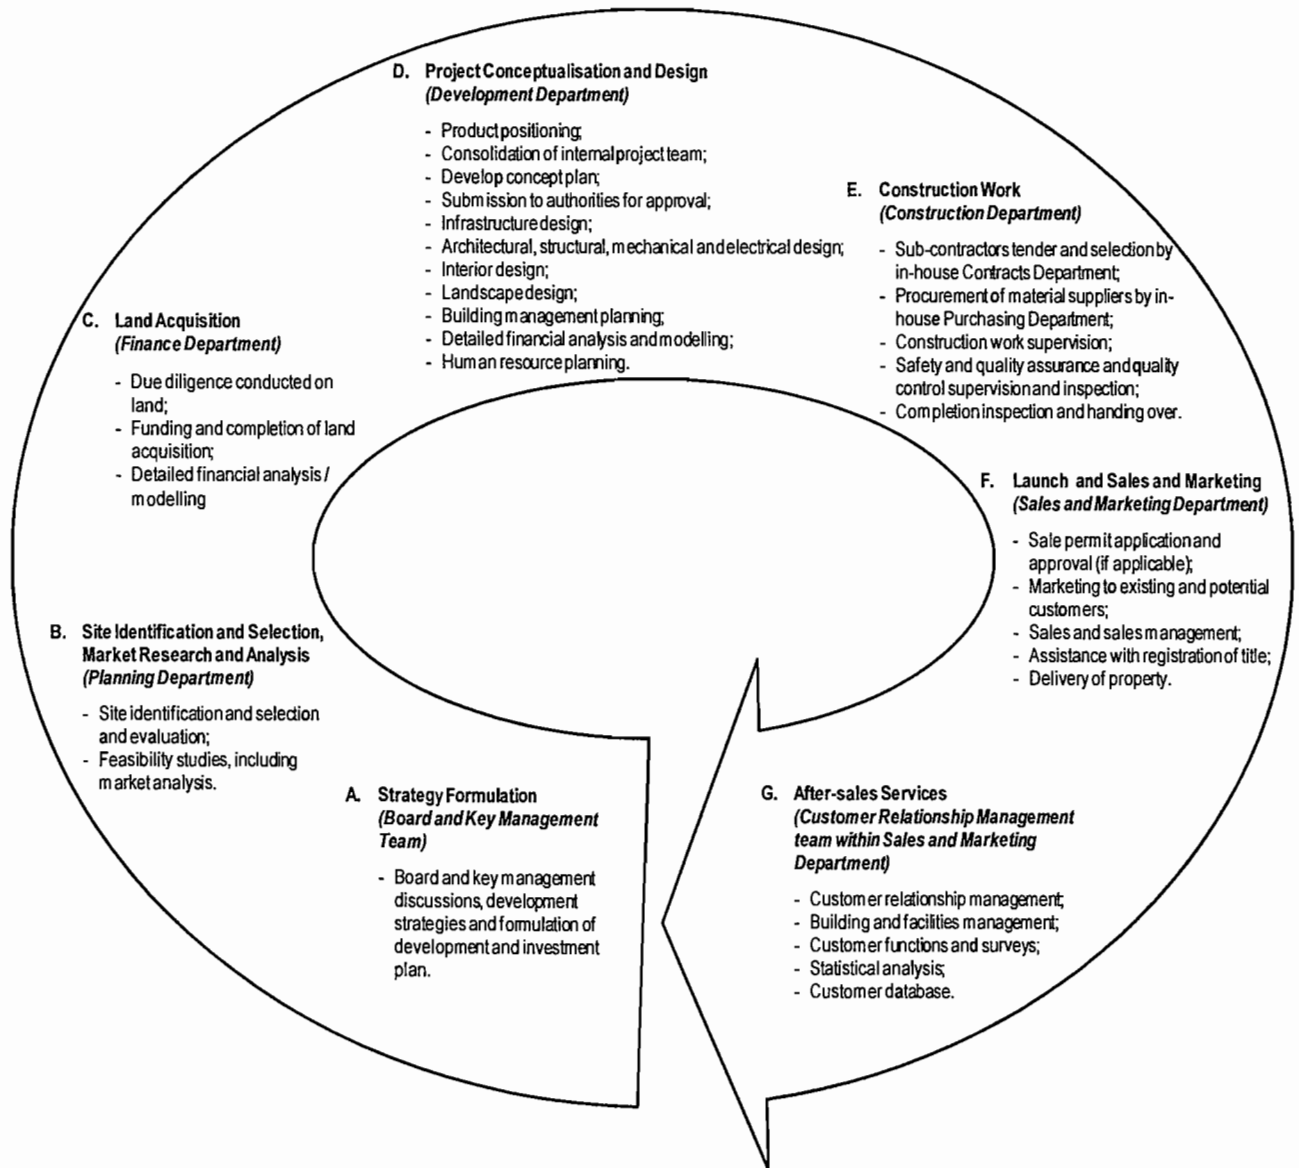 A. Strategy Formulation
(Board and Key Management
Team)
- Board and key management
discussions, development
strategies and formulation of
development and investment
plan.
B. Site Identification and Selection,
Market Research and Analysis
(Planning Department)
- Site identification and selection
and evaluation;
- Feasibility studies, including
market analysis.
C. Land Acquisition
(Finance Department)
- Due diligence conducted on
land;
- Funding and completion of land
acquisition;
- Detailed financial analysis /
modelling
D. Project Conceptualisation and Design
(Development Department)
- Product positioning;
- Consolidation of internal project team;
- Develop concept plan;
- Submission to authorities for approval;
- Infrastructure design;
- Architectural, structural, mechanical and electrical design;
- Interior design;
- Landscape design;
- Building management planning;
- Detailed financial analysis and modelling;
- Human resource planning.
E. Construction Work
(Construction Department)
- Sub-contractors tender and selection by
in-house Contracts Department;
- Procurement of material suppliers by in-
house Purchasing Department;
- Construction work supervision;
- Safety and quality assurance and quality
control supervision and inspection;
- Completion inspection and handing over.
F. Launch and Sales and Marketing
(Sales and Marketing Department)
- Sale permit application and
approval (if applicable);
- Marketing to existing and potential
customers;
- Sales and sales management;
- Assistance with registration of title;
- Delivery of property.
G. After-sales Services
(Customer Relationship Management
team within Sales and Marketing
Department)
- Customer relationship management;
- Building and facilities management;
- Customer functions and surveys;
- Statistical analysis;
- Customer database.